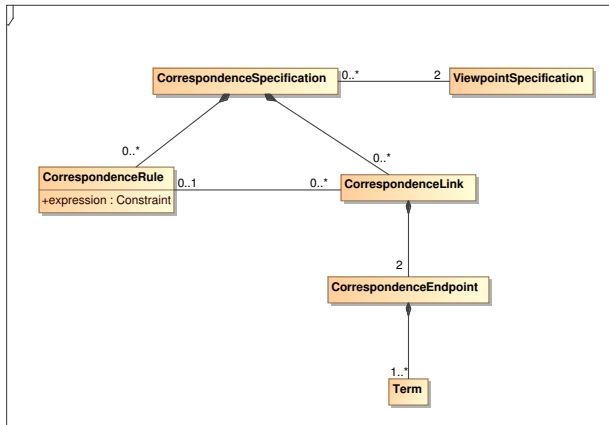 CorrespondenceSpecification
0..*
2
ViewpointSpecification
0..*
0..*
CorrespondenceRule
+expression : Constraint
0..1
0..*
CorrespondenceLink
2
CorrespondenceEndpoint
1..*
Term